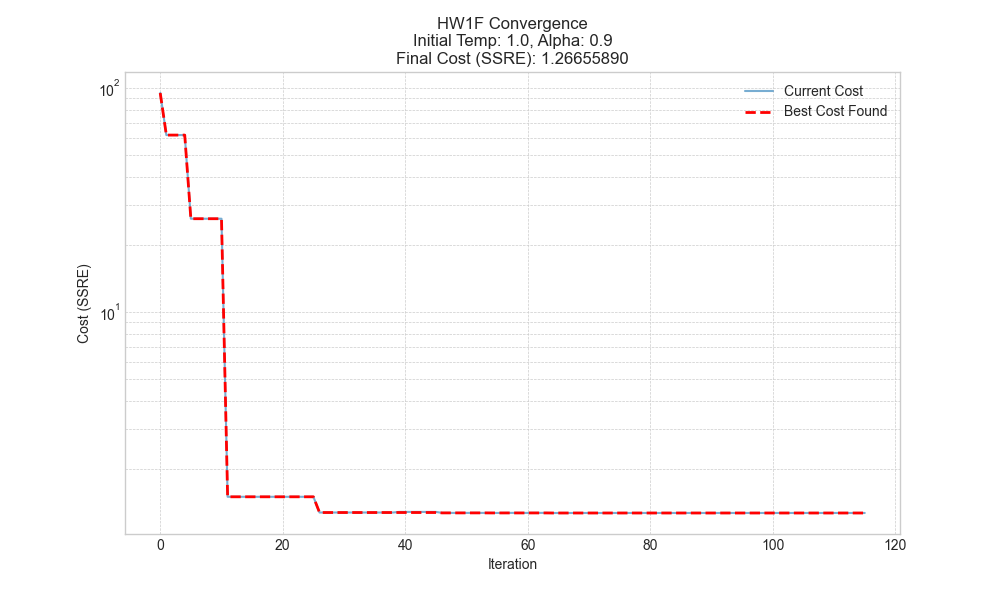 HW1F Convergence
Initial Temp: 1.0, Alpha: 0.9
Final Cost (SSRE): 1.26655890
Current Cost
Best Cost Found
10²
10¹
Cost (SSRE)
0 20 40 60 80 100 120
Iteration